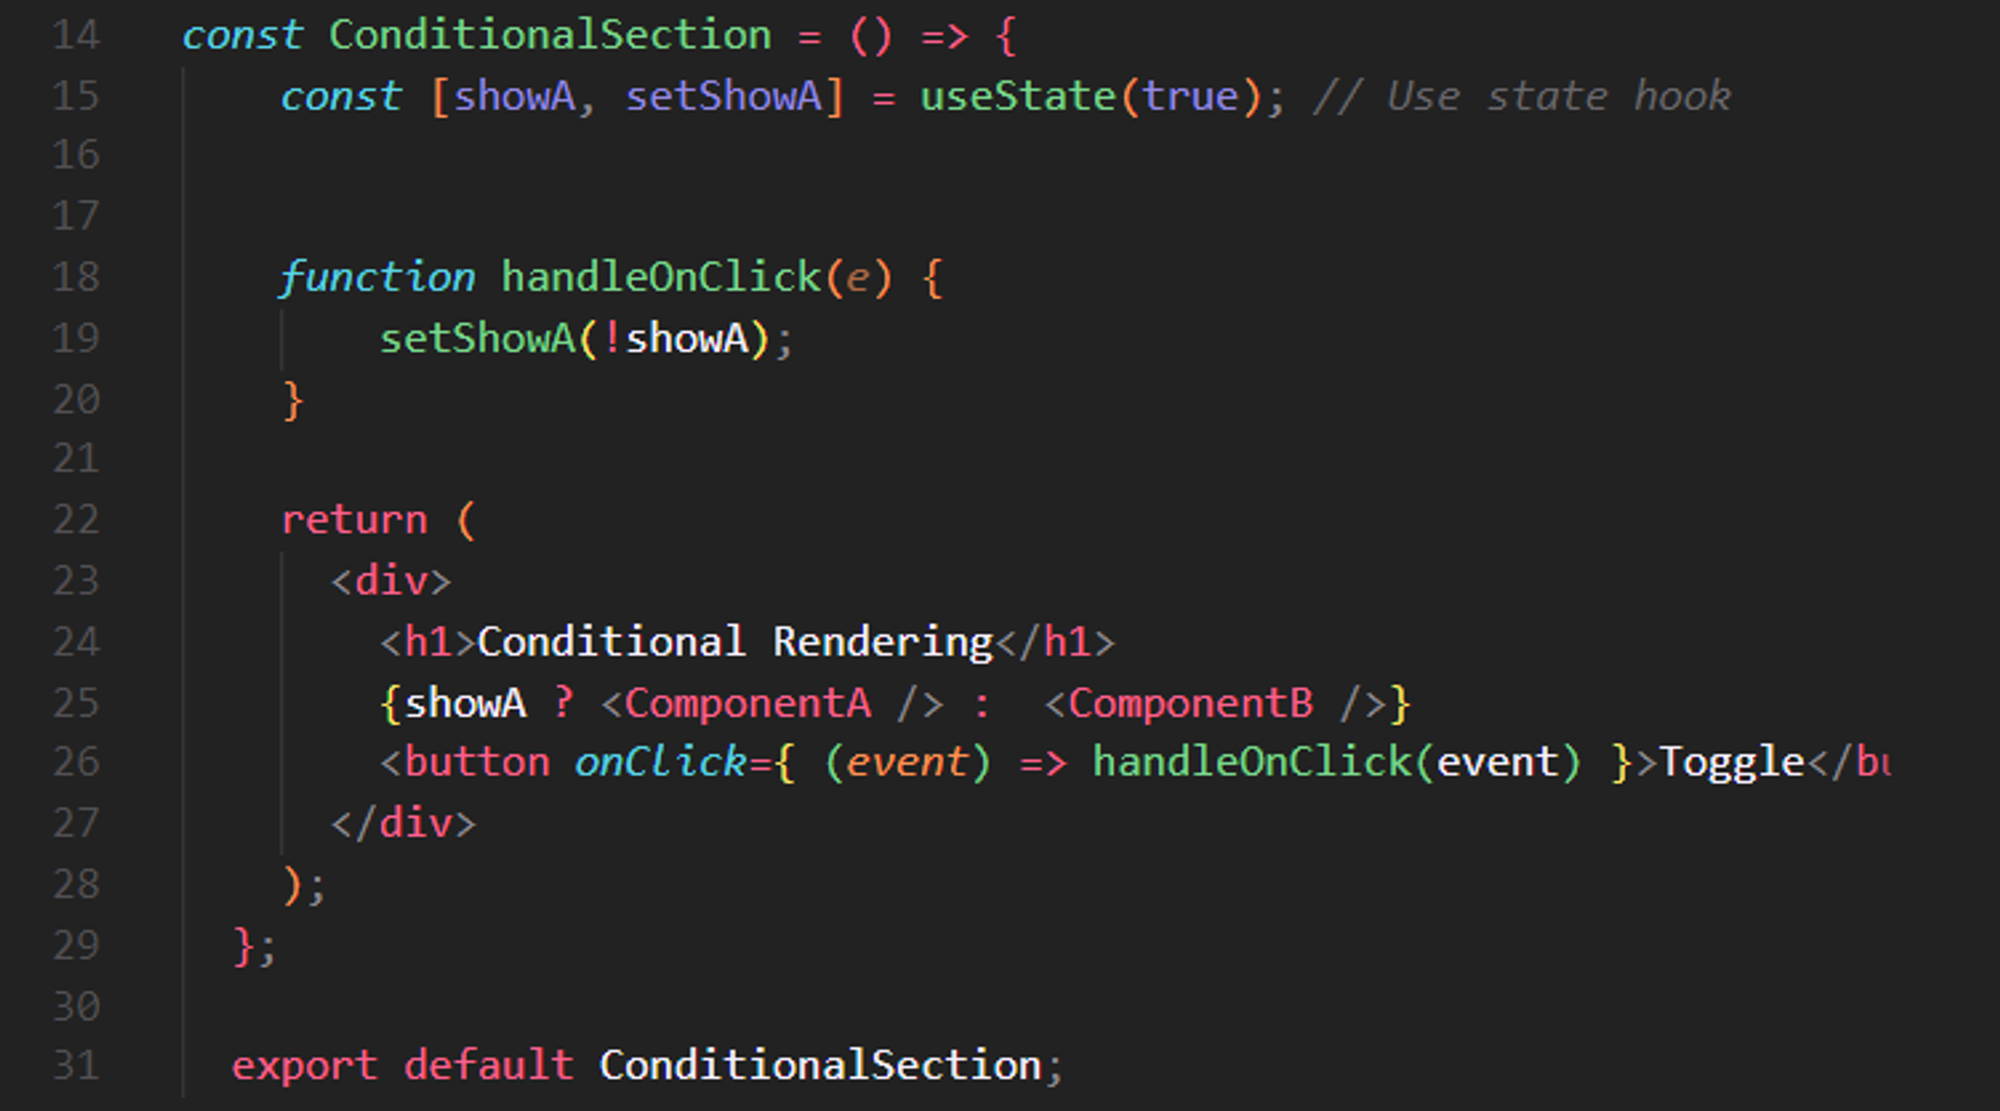 14 const ConditionalSection = () => {
15 const [showA, setShowA] = useState(true); // Use state hook
16
17
18 function handleOnClick(e) {
19 setShowA(!showA);
20 }
21
22 return (
23 <div>
24 <h1>Conditional Rendering</h1>
25 {showA ? <ComponentA /> :  <ComponentB />}
26 <button onClick={ (event) => handleOnClick(event) }>Toggle</bu
27 </div>
28 );
29 };
30
31 export default ConditionalSection;